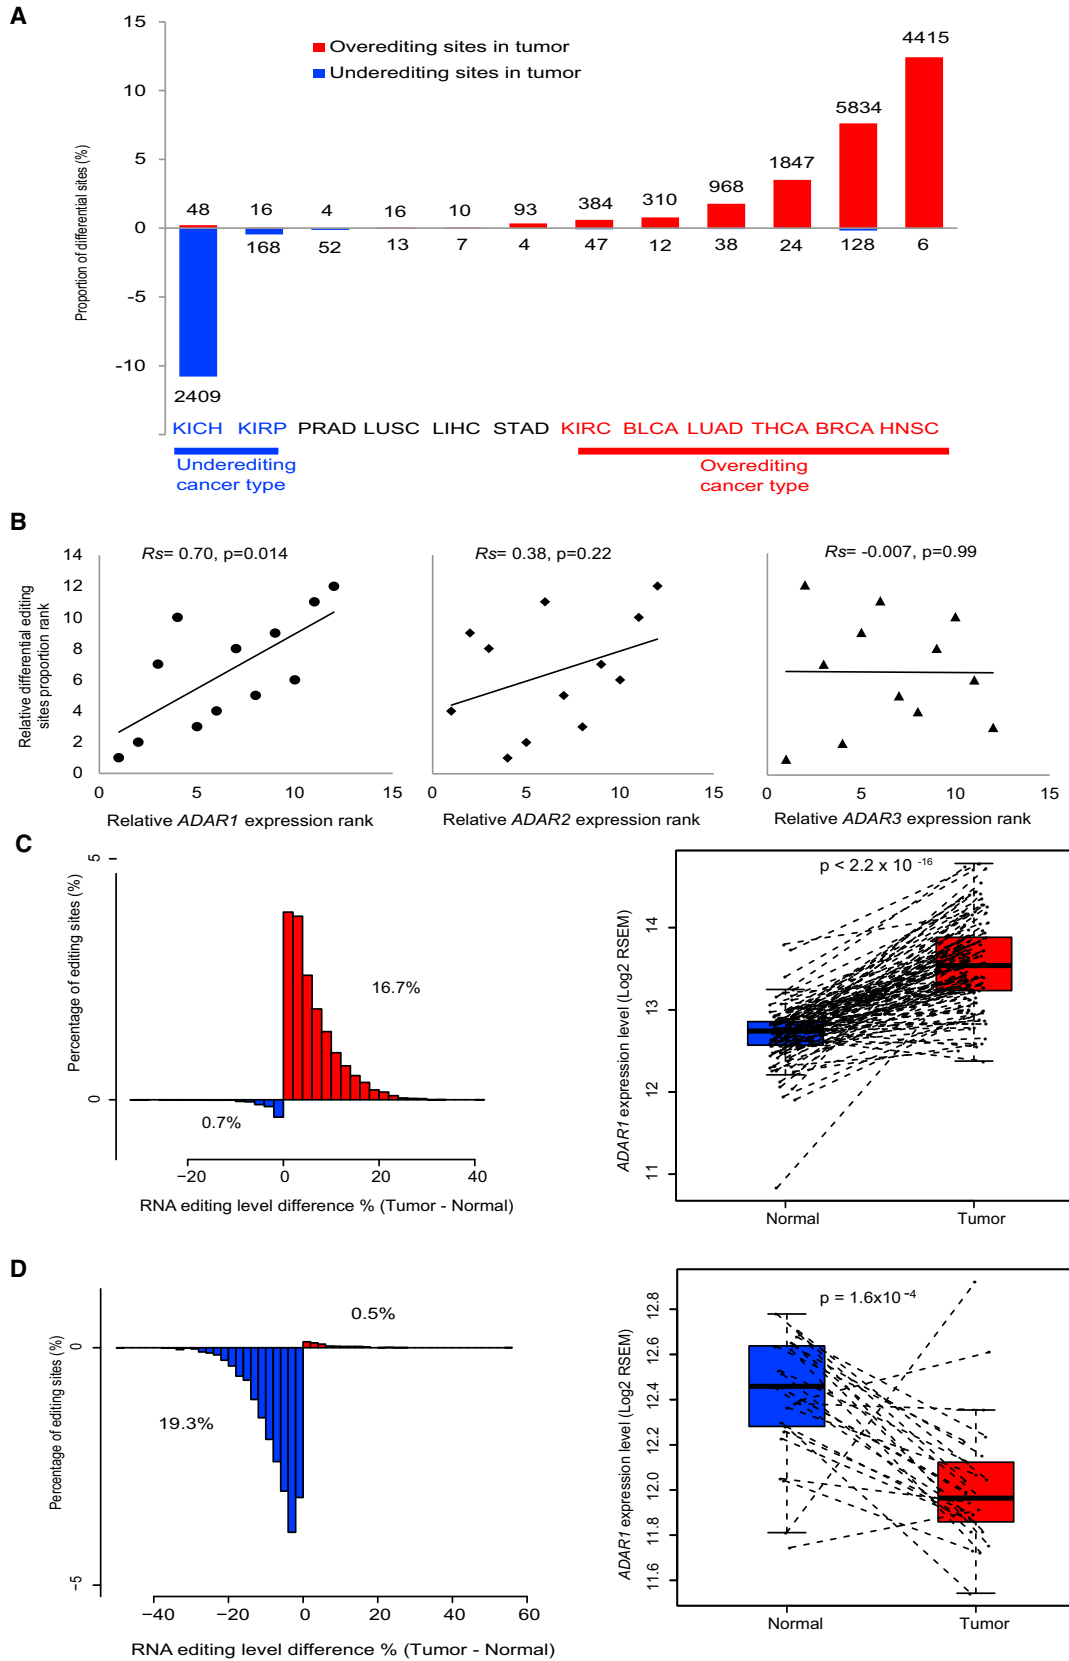 A
15
10
5
0
-5
-10
Proportion of differential sites (%)
Overediting sites in tumor
Underediting sites in tumor
48 16 4 16 10 93 384 310 968 1847 5834 4415
2409 168 52 13 7 4 47 12 38 24 128 6
KICH KIRP PRAD LUSC LIHC STAD KIRC BLCA LUAD THCA BRCA HNSC
Underediting
cancer type
Overediting
cancer type
B
Relative differential editing
sites proportion rank
14
12
10
8
6
4
2
0
Rs= 0.70, p=0.014
0 5 10 15
Relative ADAR1 expression rank
Rs= 0.38, p=0.22
0 5 10 15
Relative ADAR2 expression rank
Rs= -0.007, p=0.99
0 5 10 15
Relative ADAR3 expression rank
C
Percentage of editing sites (%)
5
0
16.7%
0.7%
−20 0 20 40
RNA editing level difference % (Tumor - Normal)
ADAR1 expression level (Log2 RSEM)
p < 2.2 x 10 -16
14
13
12
11
Normal Tumor
D
Percentage of editing sites (%)
0
−5
0.5%
19.3%
−40 −20 0 20 40 60
RNA editing level difference % (Tumor - Normal)
ADAR1 expression level (Log2 RSEM)
p = 1.6x10 -4
12.8
12.6
12.4
12.2
12.0
11.8
11.6
Normal Tumor